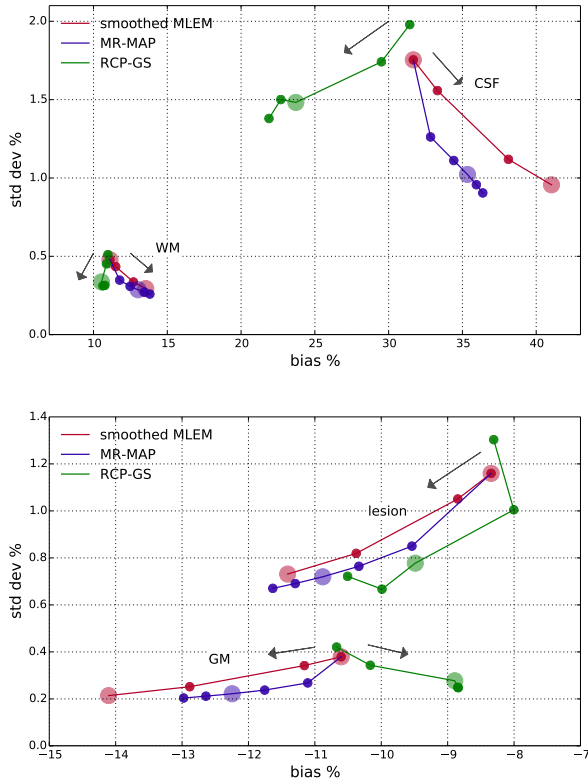 2.0
smoothed MLEM
MR-MAP
RCP-GS
1.5
CSF
std dev %
1.0
0.5
WM
0.0
10 15 20 25 30 35 40
bias %
1.4
smoothed MLEM
MR-MAP
RCP-GS
1.2
lesion
1.0
0.8
std dev %
0.6
0.4
GM
0.2
0.0
−15 −14 −13 −12 −11 −10 −9 −8 −7
bias %